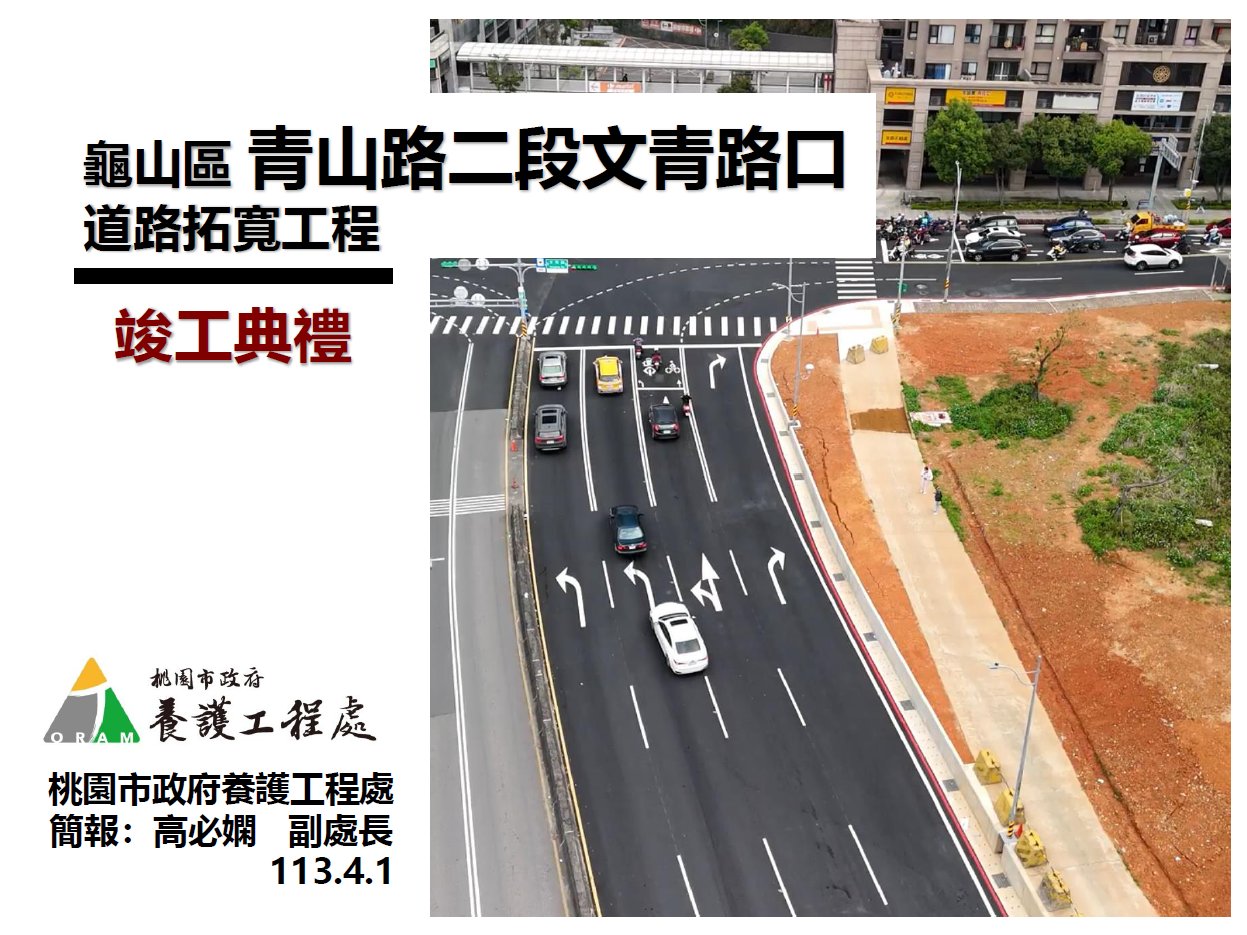 龜山區 青山路二段文青路口
道路拓寬工程
竣工典禮
桃園市政府
養護工程處
ORAM
桃園市政府養護工程處
簡報：高必嫻 副處長
113.4.1